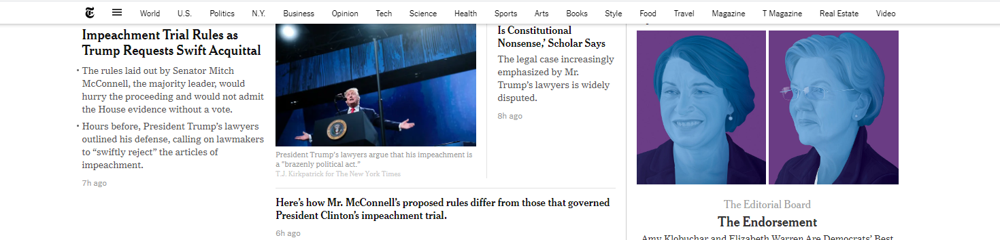 World U.S. Politics N.Y. Business Opinion Tech Science Health Sports Arts Books Style Food Travel Magazine T Magazine Real Estate Video
Impeachment Trial Rules as
Trump Requests Swift Acquittal
• The rules laid out by Senator Mitch
McConnell, the majority leader, would
hurry the proceeding and would not admit
the House evidence without a vote.
• Hours before, President Trump's lawyers
outlined his defense, calling on lawmakers
to “swiftly reject” the articles of
impeachment.
7h ago
President Trump's lawyers argue that his impeachment is
a "brazenly political act."
T.J. Kirkpatrick for The New York Times
Is Constitutional
Nonsense,’ Scholar Says
The legal case increasingly
emphasized by Mr.
Trump's lawyers is widely
disputed.
8h ago
Here's how Mr. McConnell's proposed rules differ from those that governed
President Clinton's impeachment trial.
6h ago
The Editorial Board
The Endorsement
Amy Klobuchar and Elizabeth Warren Are Democrats' Best